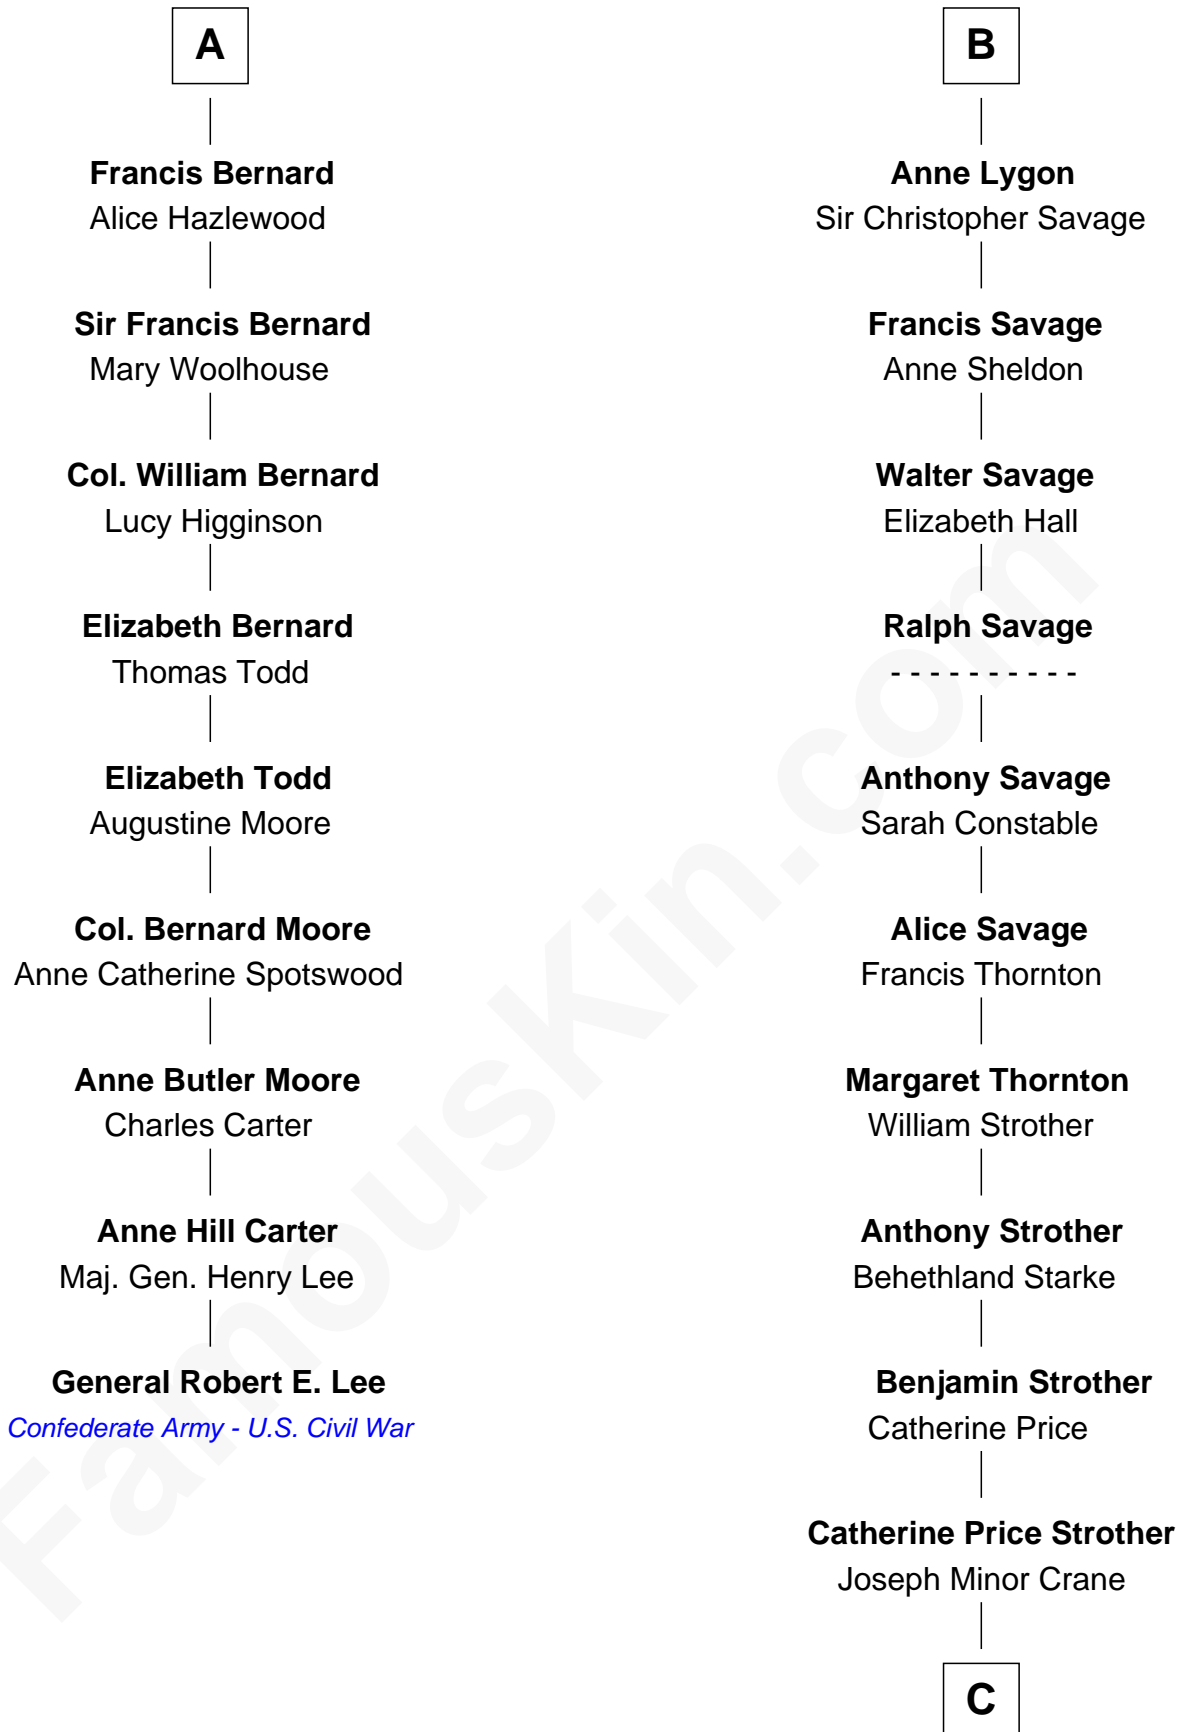 A
Francis Bernard
Alice Hazlewood
Sir Francis Bernard
Mary Woolhouse
Col. William Bernard
Lucy Higginson
Elizabeth Bernard
Thomas Todd
Elizabeth Todd
Augustine Moore
Col. Bernard Moore
Anne Catherine Spotswood
Anne Butler Moore
Charles Carter
Anne Hill Carter
Maj. Gen. Henry Lee
General Robert E. Lee
Confederate Army - U.S. Civil War
B
Anne Lygon
Sir Christopher Savage
Francis Savage
Anne Sheldon
Walter Savage
Elizabeth Hall
Ralph Savage
- - - - - - - - - -
Anthony Savage
Sarah Constable
Alice Savage
Francis Thornton
Margaret Thornton
William Strother
Anthony Strother
Behethland Starke
Benjamin Strother
Catherine Price
Catherine Price Strother
Joseph Minor Crane
C
FamousKin.com